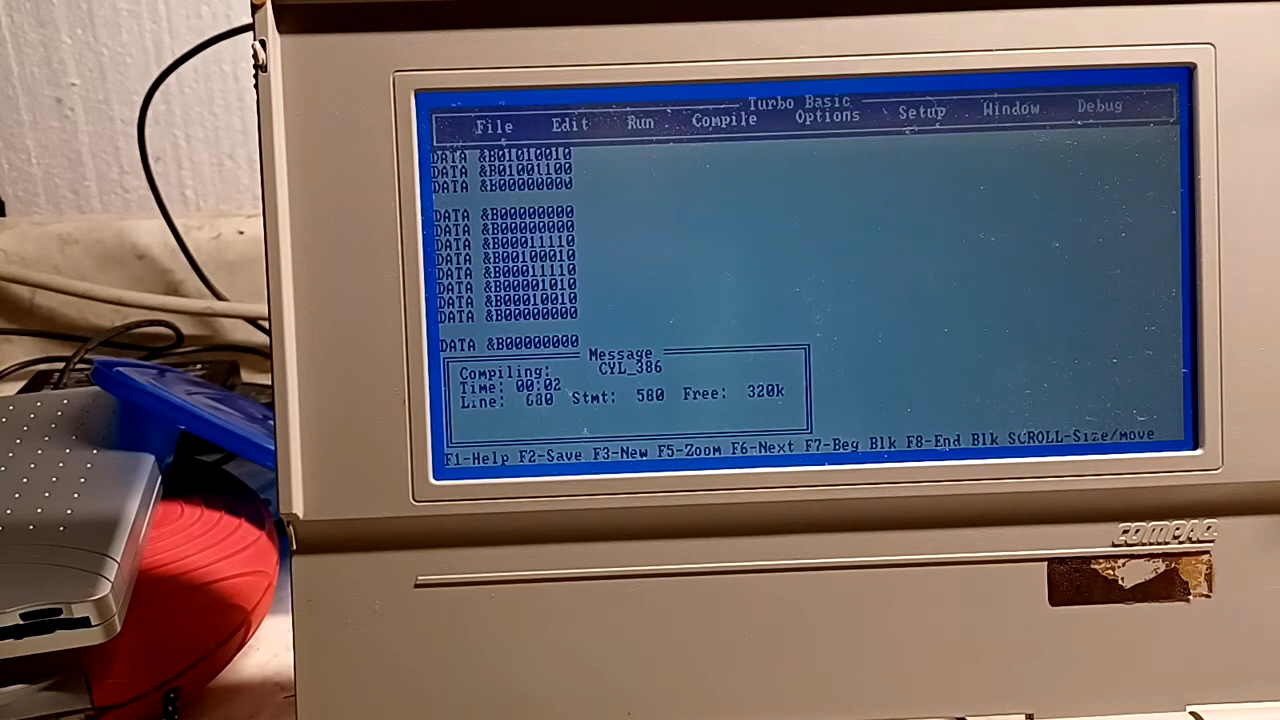 Turbo Basic
File Edit Run Compile Options Setup Window Debug
DATA &B01010010
DATA &B01001100
DATA &B00000000
DATA &B00000000
DATA &B00000000
DATA &B00011110
DATA &B00100010
DATA &B00011110
DATA &B00001010
DATA &B00010010
DATA &B00000000
DATA &B00000000
Message
Compiling: CYL_386
Time: 00:02
Line: 680 Stmt: 580 Free: 320k
F1-Help F2-Save F3-New F5-Zoom F6-Next F7-Beg Blk F8-End Blk SCROLL-Size/move
COMPAQ